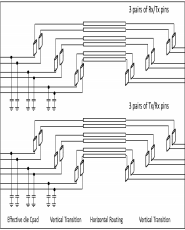 3 pairs of Rx/Tx pins
3 pairs of Tx/Rx pins
Effective die Cpad Vertical Transition Horizontal Routing Vertical Transition